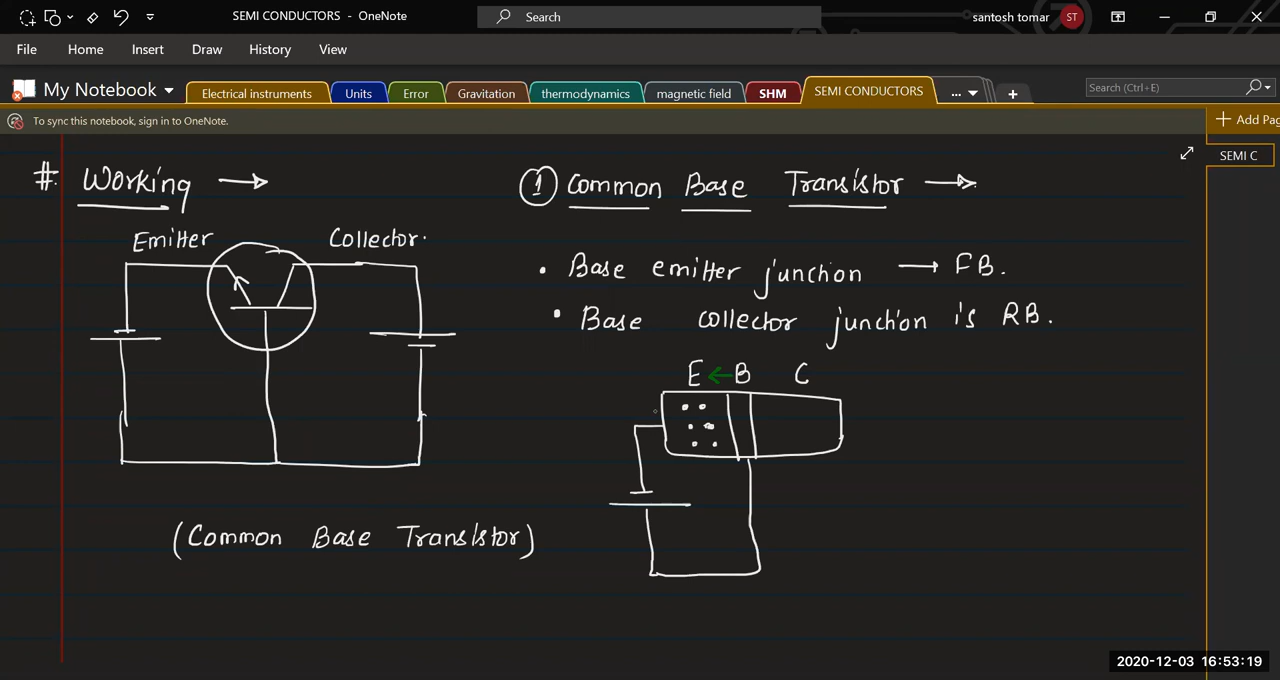 SEMI CONDUCTORS - OneNote
Search
santosh tomar
ST
File Home Insert Draw History View
My Notebook
Electrical instruments
Units
Error
Gravitation
thermodynamics
magnetic field
SHM
SEMI CONDUCTORS
...
Search (Ctrl+E)
To sync this notebook, sign in to OneNote.
Add Pag
SEMI C
# Working →
Emitter
Collector.
(Common Base Transistor)
① Common Base Transistor →
• Base emitter junction → FB.
• Base collector junction is RB.
E ← B C
2020-12-03 16:53:19